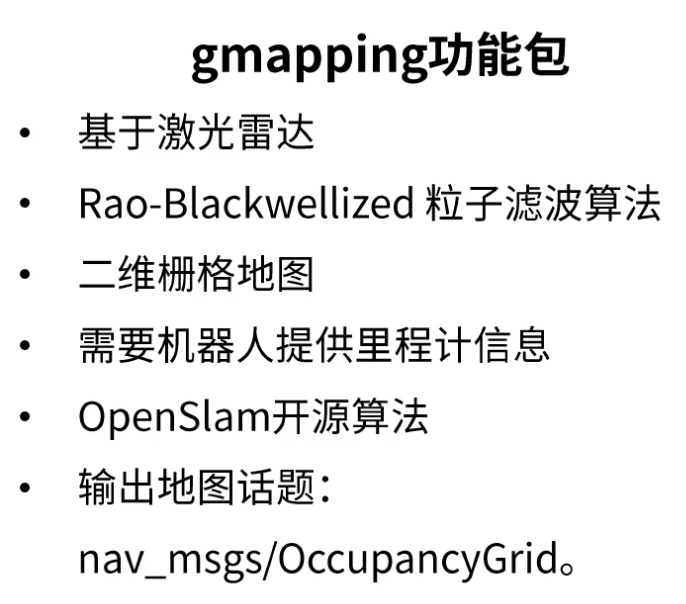 gmapping功能包
• 基于激光雷达
• Rao-Blackwellized 粒子滤波算法
• 二维栅格地图
• 需要机器人提供里程计信息
• OpenSlam开源算法
• 输出地图话题：
nav_msgs/OccupancyGrid。